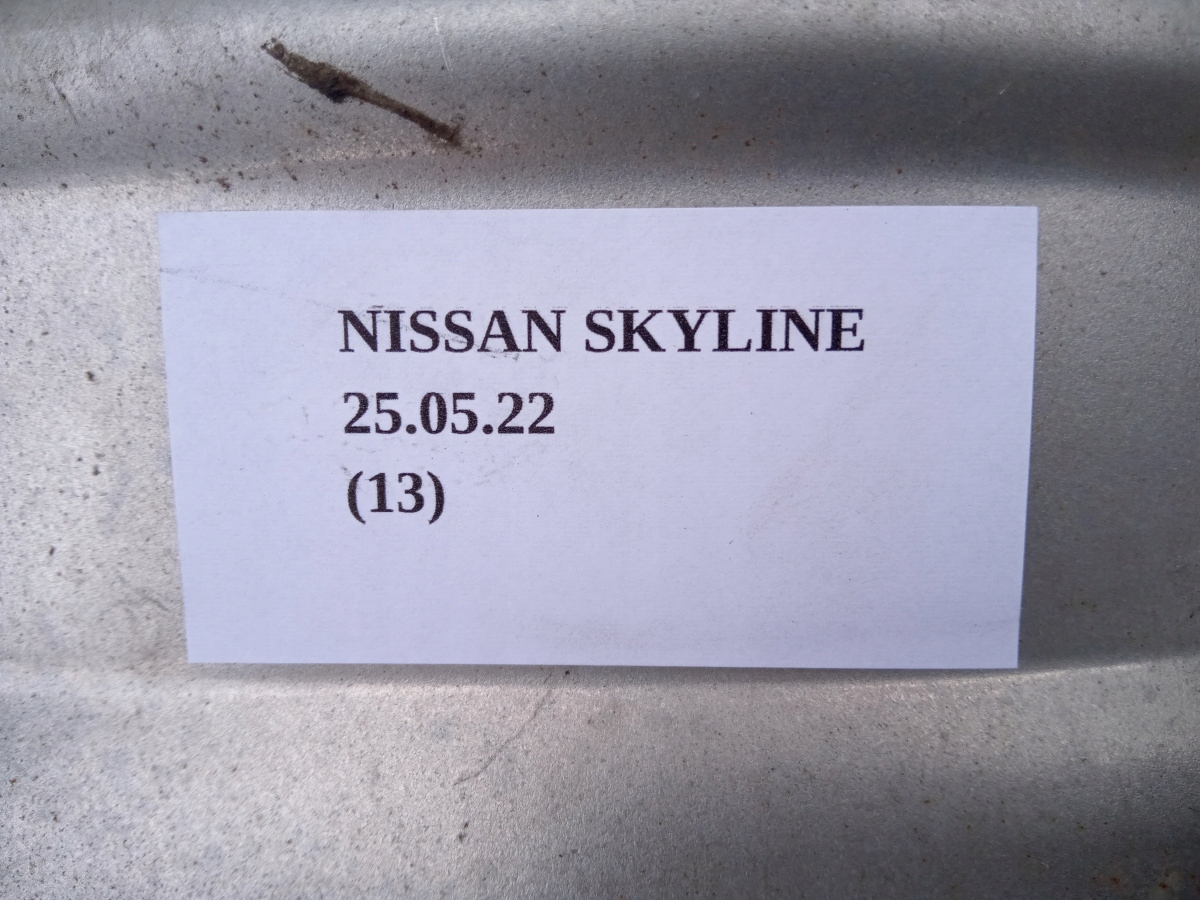 NISSAN SKYLINE
25.05.22
(13)